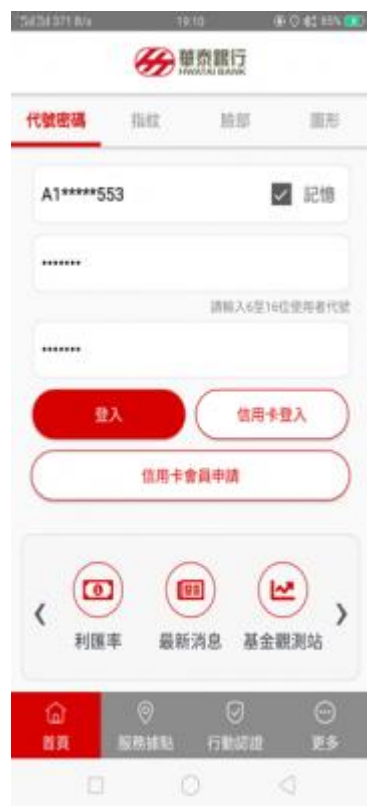 19:10
85%
華泰銀行
HWATAI BANK
代號密碼 指紋 臉部 圖形
A1*****553 記憶
•••••••
請輸入6至16位使用者代號
•••••••
登入 信用卡登入
信用卡會員申請
利匯率 最新消息 基金觀測站
首頁 服務據點 行動認證 更多